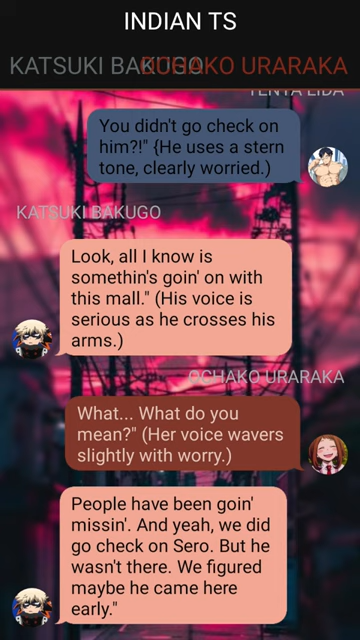 INDIAN TS
KATSUKI BAKUGO
OCHAKO URARAKA
TENYA LIDA
You didn't go check on
him?!" {He uses a stern
tone, clearly worried.)
KATSUKI BAKUGO
Look, all I know is
somethin's goin' on with
this mall." (His voice is
serious as he crosses his
arms.)
OCHAKO URARAKA
What... What do you
mean?" (Her voice wavers
slightly with worry.)
People have been goin'
missin'. And yeah, we did
go check on Sero. But he
wasn't there. We figured
maybe he came here
early."